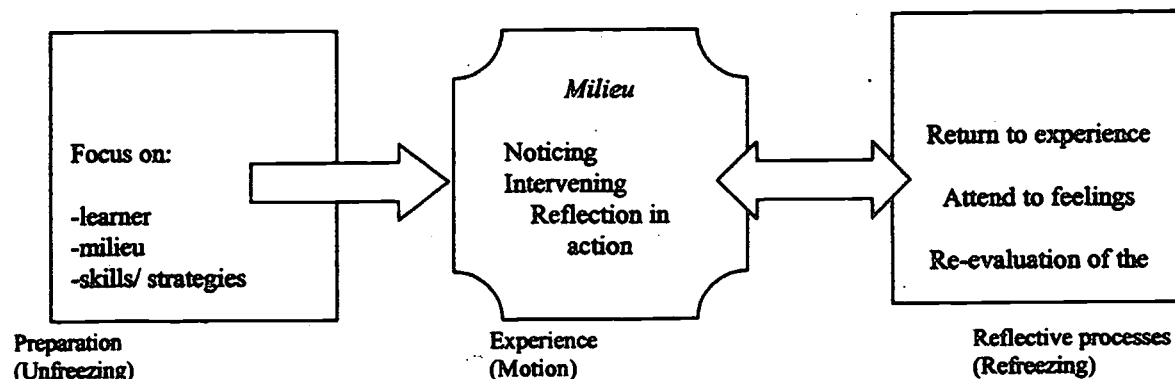 Focus on:
-learner
-milieu
-skills/ strategies
Preparation
(Unfreezing)
Milieu
Noticing
Intervening
Reflection in
action
Experience
(Motion)
Return to experience
Attend to feelings
Re-evaluation of the
Reflective processes
(Refreezing)